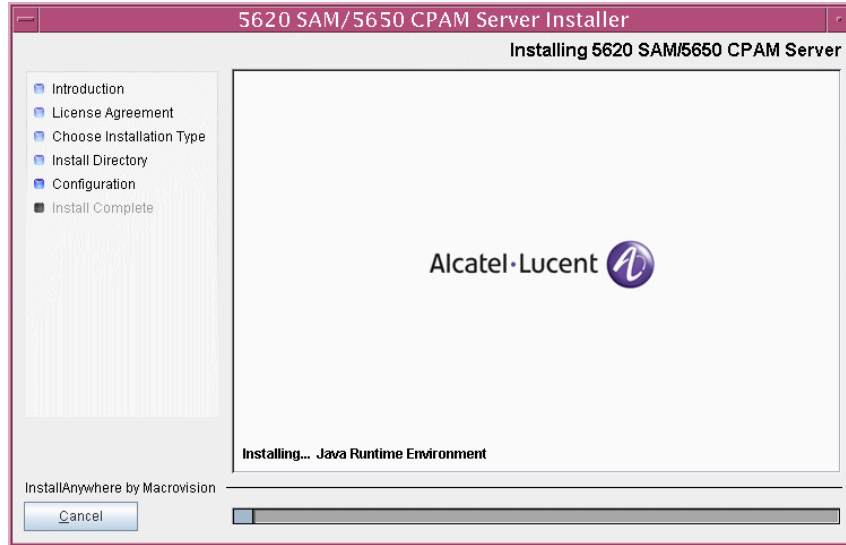 5620 SAM/5650 CPAM Server Installer
Installing 5620 SAM/5650 CPAM Server
Introduction
License Agreement
Choose Installation Type
Install Directory
Configuration
Install Complete
Alcatel·Lucent
Installing... Java Runtime Environment
InstallAnywhere by Macrovision
Cancel